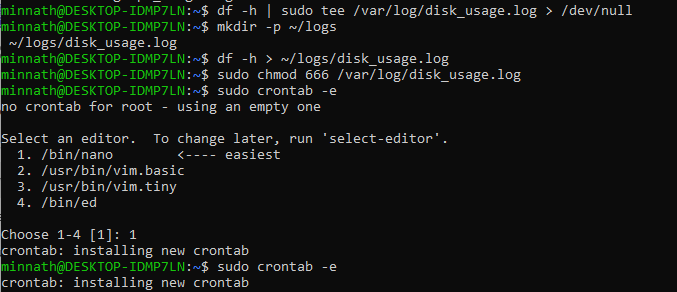 minnath@DESKTOP-IDMP7LN:~$ df -h | sudo tee /var/log/disk_usage.log > /dev/null
minnath@DESKTOP-IDMP7LN:~$ mkdir -p ~/logs
 ~/logs/disk_usage.log
minnath@DESKTOP-IDMP7LN:~$ df -h > ~/logs/disk_usage.log
minnath@DESKTOP-IDMP7LN:~$ sudo chmod 666 /var/log/disk_usage.log
minnath@DESKTOP-IDMP7LN:~$ sudo crontab -e
no crontab for root - using an empty one

Select an editor.  To change later, run 'select-editor'.
  1. /bin/nano        <---- easiest
  2. /usr/bin/vim.basic
  3. /usr/bin/vim.tiny
  4. /bin/ed

Choose 1-4 [1]: 1
crontab: installing new crontab
minnath@DESKTOP-IDMP7LN:~$ sudo crontab -e
crontab: installing new crontab